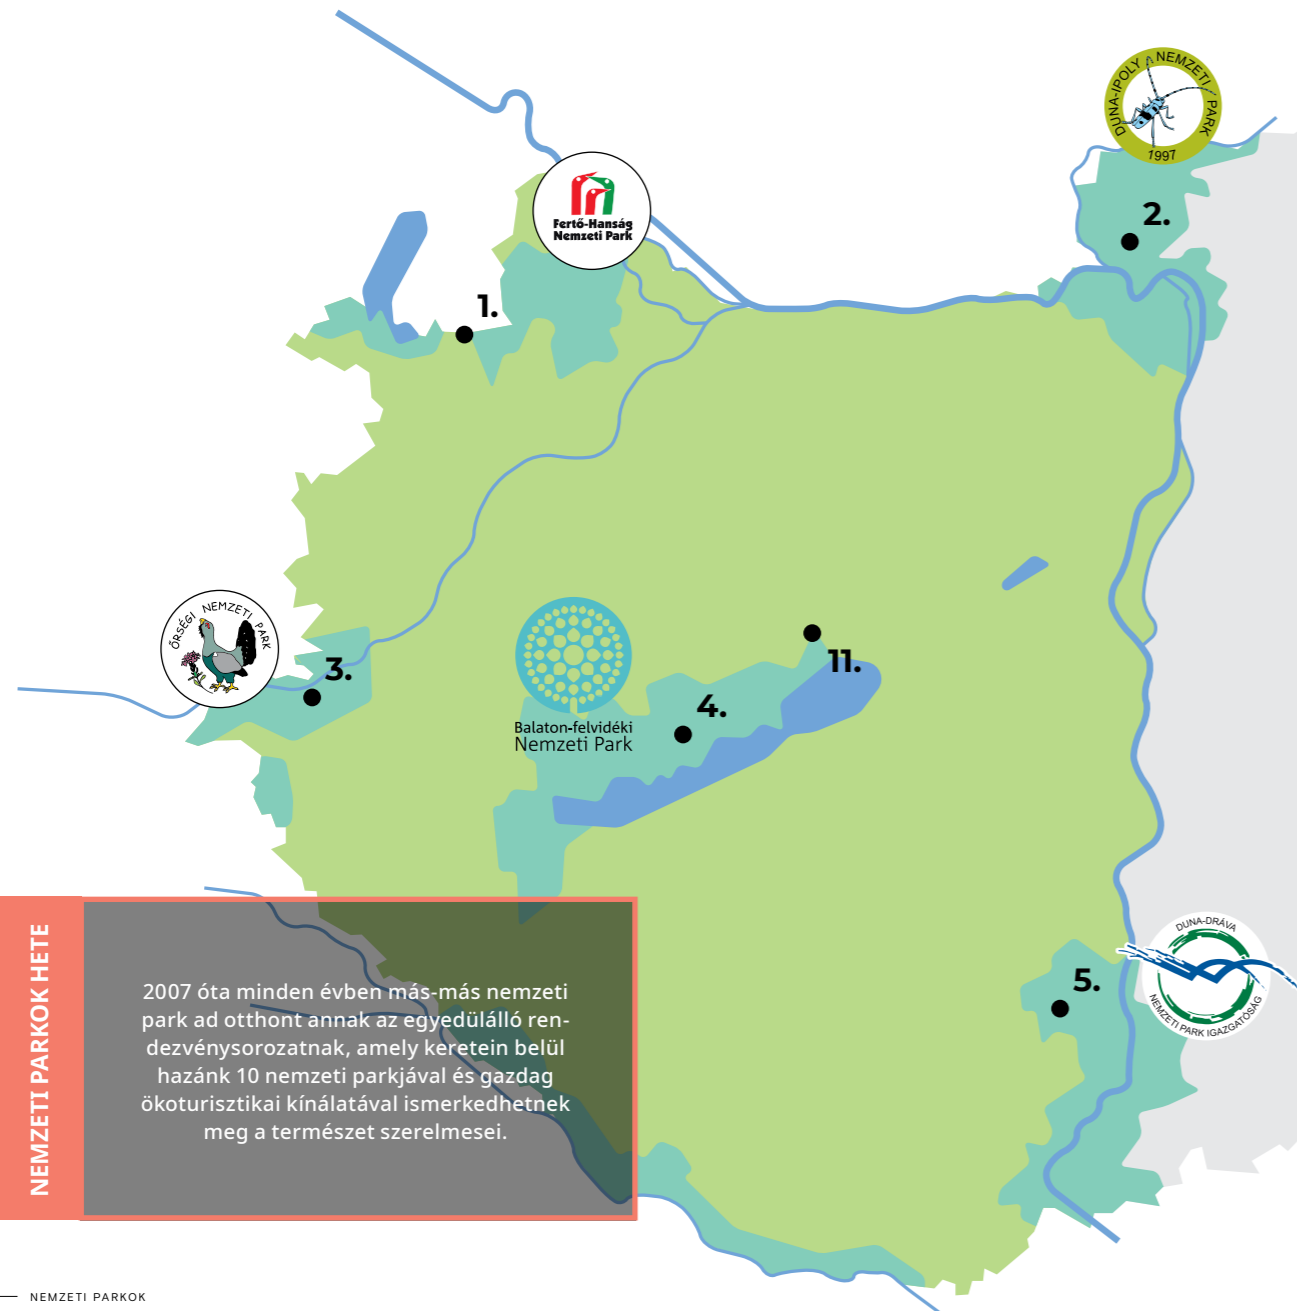 DUNA-IPOLY NEMZETI PARK
1997
2.
Fertő-Hanság
Nemzeti Park
1.
ŐRSÉGI NEMZETI PARK
3.
11.
4.
Balaton-felvidéki
Nemzeti Park
DUNA-DRÁVA
NEMZETI PARK IGAZGATÓSÁG
5.
NEMZETI PARKOK HETE
2007 óta minden évben más-más nemzeti
park ad otthont annak az egyedülálló ren-
dezvénysorozatnak, amely keretein belül
hazánk 10 nemzeti parkjával és gazdag
ökoturisztikai kínálatával ismerkedhetnek
meg a természet szerelmesei.
NEMZETI PARKOK